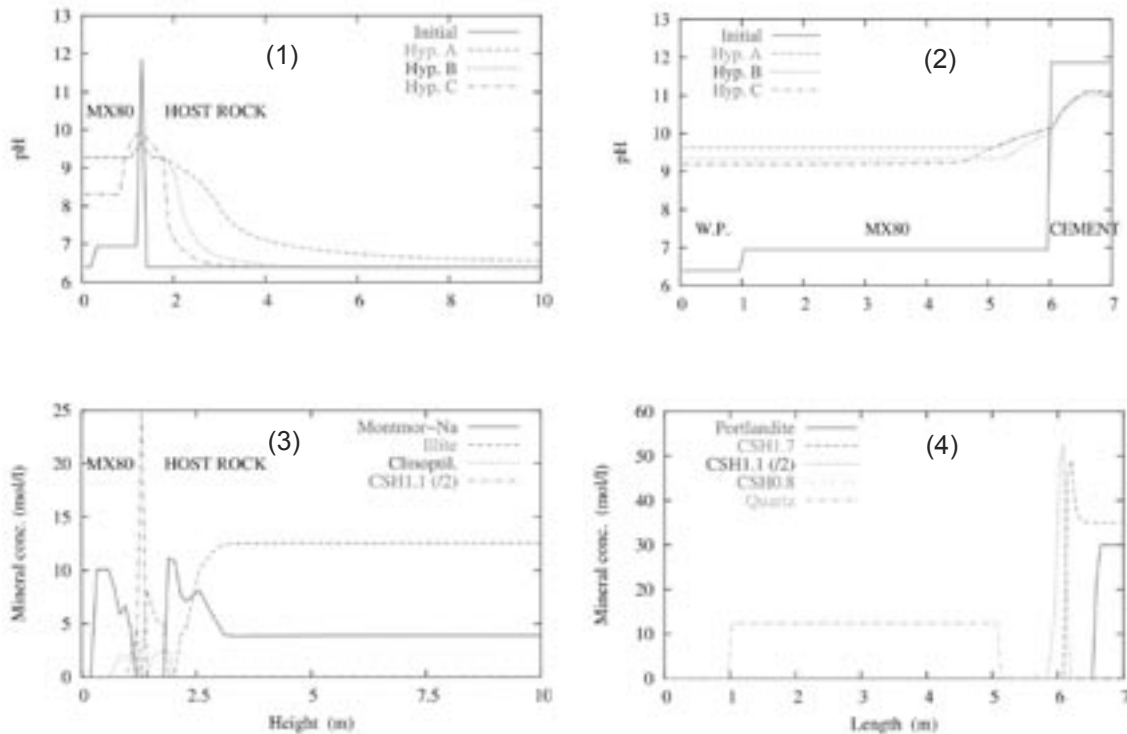 13
12
11
10
9
8
7
6
pH
(1)
Initial
Hyp. A
Hyp. B
Hyp. C
MX80 HOST ROCK
0 2 4 6 8 10
13
12
11
10
9
8
7
6
pH
Initial
Hyp. A
Hyp. B
Hyp. C
(2)
W.P. MX80 CEMENT
0 1 2 3 4 5 6 7
25
20
15
10
5
0
Mineral conc. (mol/l)
(3)
Montmor-Na
Illite
Clinoptil.
CSH1.1 (/2)
MX80 HOST ROCK
0 2.5 5 7.5 10
Height (m)
60
50
40
30
20
10
0
Mineral conc. (mol/l)
Portlandite
CSH1.7
CSH1.1 (/2)
CSH0.8
Quartz
(4)
0 1 2 3 4 5 6 7
Length (m)